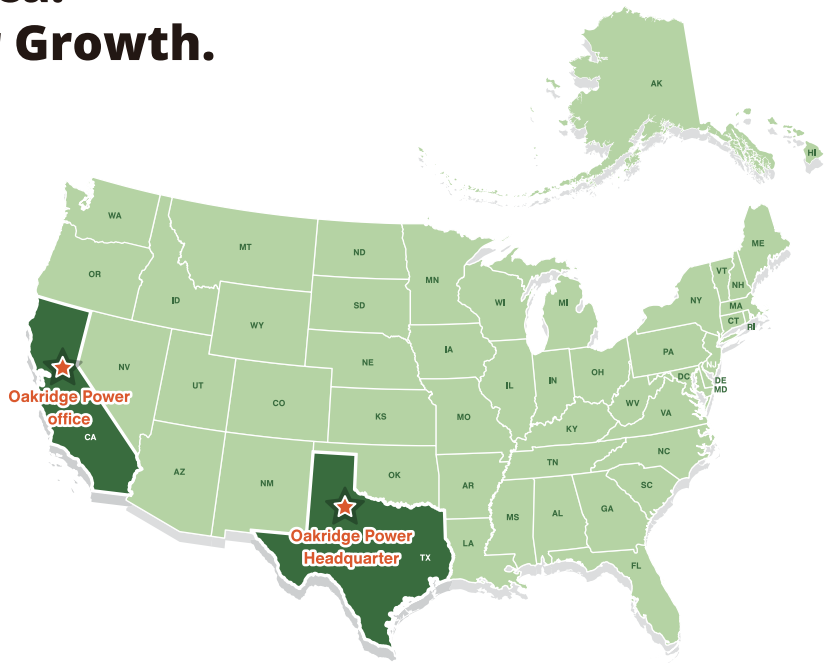 Growth.
AK
HI
WA
MT
ND
MN
ME
VT
NH
OR
ID
SD
WI
MI
NY
MA
CT
RI
WY
IA
PA
NV
NE
OH
NJ
UT
IL
IN
DC
DE
MD
Oakridge Power
office
CO
WV
KS
MO
VA
KY
CA
NC
TN
AZ
NM
OK
AR
SC
GA
MS
AL
Oakridge Power
Headquarter
TX
LA
FL